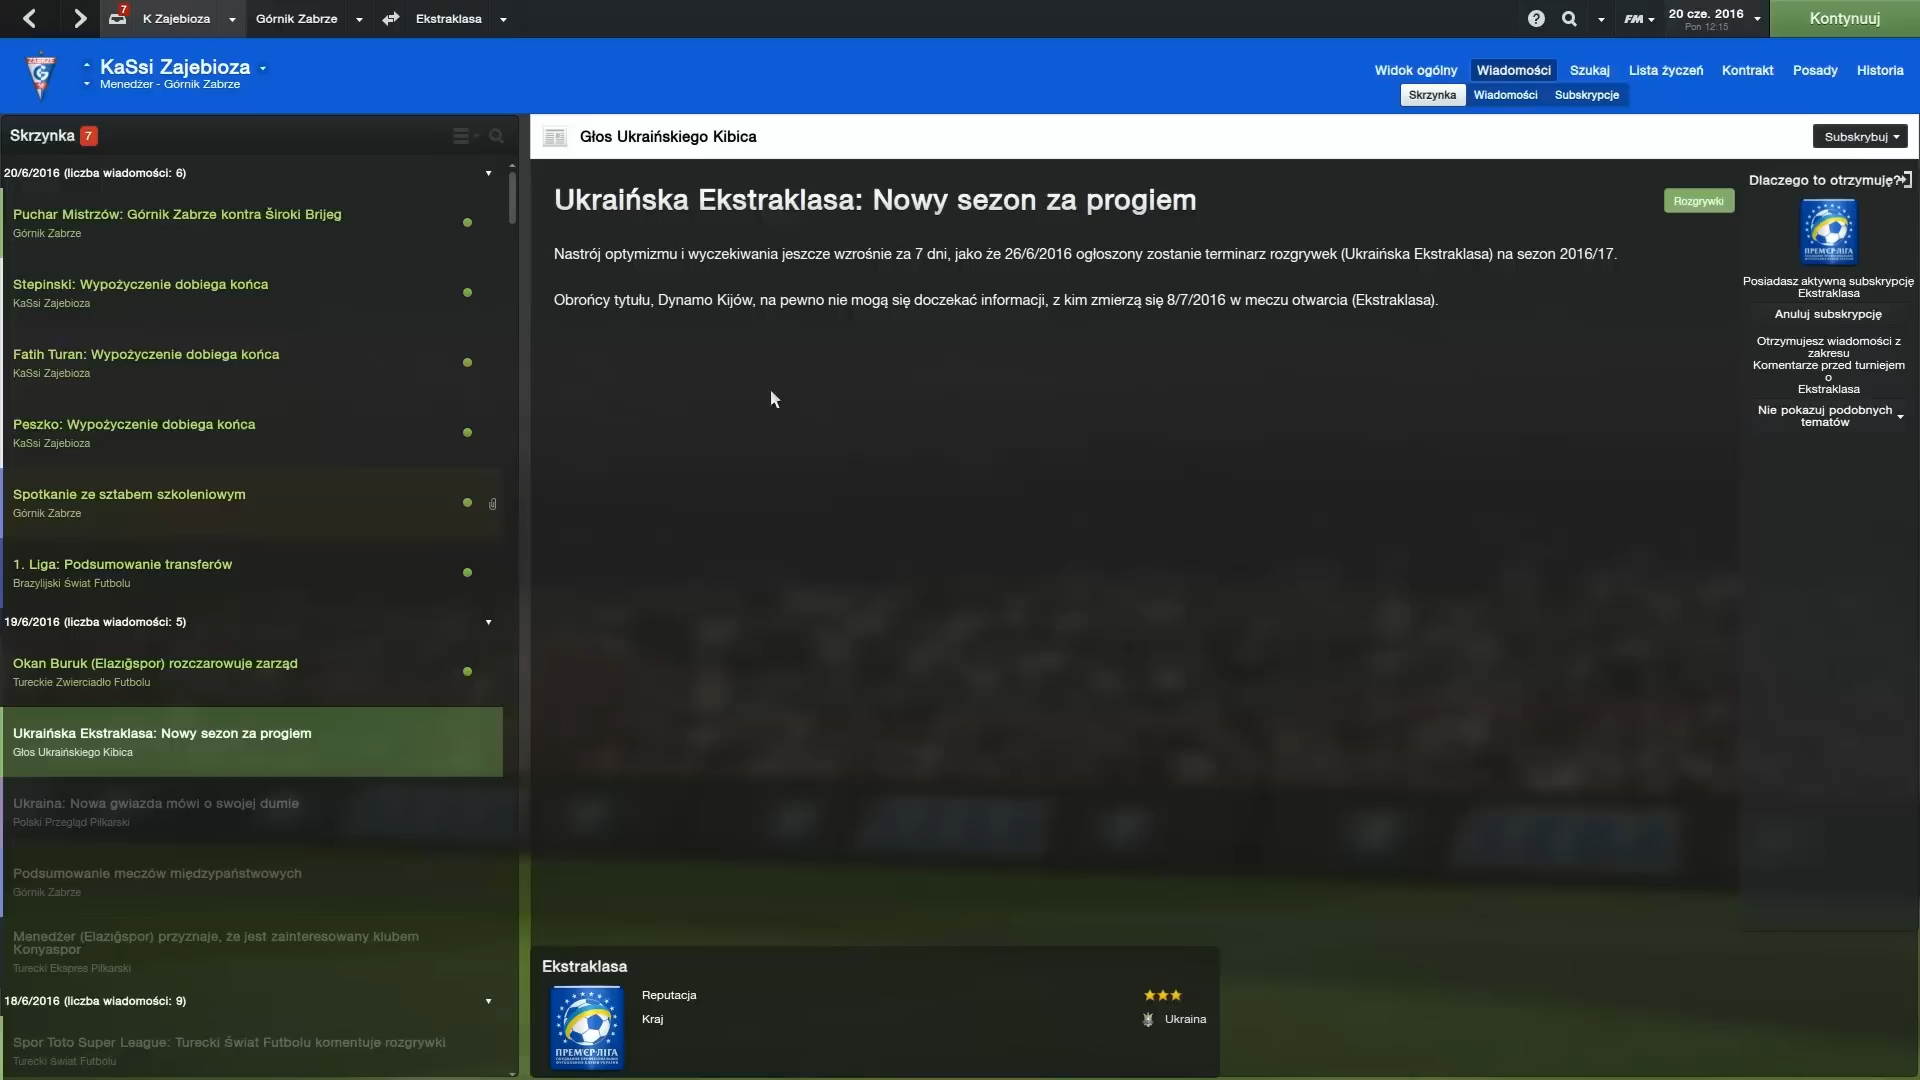 7
K Zajebioza
Górnik Zabrze
Ekstraklasa
FM
20 cze. 2016
Pon 12:15
Kontynuuj
KaSsi Zajebioza
Menedżer - Górnik Zabrze
Widok ogólny
Wiadomości
Szukaj
Lista życzeń
Kontrakt
Posady
Historia
Skrzynka
Wiadomości
Subskrypcje
Skrzynka 7
20/6/2016 (liczba wiadomości: 6)
Puchar Mistrzów: Górnik Zabrze kontra Široki Brijeg
Górnik Zabrze
Stepinski: Wypożyczenie dobiega końca
KaSsi Zajebioza
Fatih Turan: Wypożyczenie dobiega końca
KaSsi Zajebioza
Peszko: Wypożyczenie dobiega końca
KaSsi Zajebioza
Spotkanie ze sztabem szkoleniowym
Górnik Zabrze
1. Liga: Podsumowanie transferów
Brazylijski Świat Futbolu
19/6/2016 (liczba wiadomości: 5)
Okan Buruk (Elazığspor) rozczarowuje zarząd
Tureckie Zwierciadło Futbolu
Ukraińska Ekstraklasa: Nowy sezon za progiem
Głos Ukraińskiego Kibica
Ukraina: Nowa gwiazda mówi o swojej dumie
Polski Przegląd Piłkarski
Podsumowanie meczów międzypaństwowych
Górnik Zabrze
Menedżer (Elazığspor) przyznaje, że jest zainteresowany klubem
Konyaspor
Turecki Ekspres Piłkarski
18/6/2016 (liczba wiadomości: 9)
Spor Toto Super League: Turecki Świat Futbolu komentuje rozgrywki
Turecki Świat Futbolu
Głos Ukraińskiego Kibica
Subskrybuj
Ukraińska Ekstraklasa: Nowy sezon za progiem
Rozgrywki
Nastrój optymizmu i wyczekiwania jeszcze wzrośnie za 7 dni, jako że 26/6/2016 ogłoszony zostanie terminarz rozgrywek (Ukraińska Ekstraklasa) na sezon 2016/17.
Obrońcy tytułu, Dynamo Kijów, na pewno nie mogą się doczekać informacji, z kim zmierzą się 8/7/2016 w meczu otwarcia (Ekstraklasa).
Dlaczego to otrzymuję?
ПРЕМ'ЄР-ЛІГА
Posiadasz aktywną subskrypcję
Ekstraklasa
Anuluj subskrypcję
Otrzymujesz wiadomości z
zakresu
Komentarze przed turniejem
o
Ekstraklasa
Nie pokazuj podobnych
tematów
Ekstraklasa
ПРЕМ'ЄР-ЛІГА
Reputacja
Kraj
Ukraina